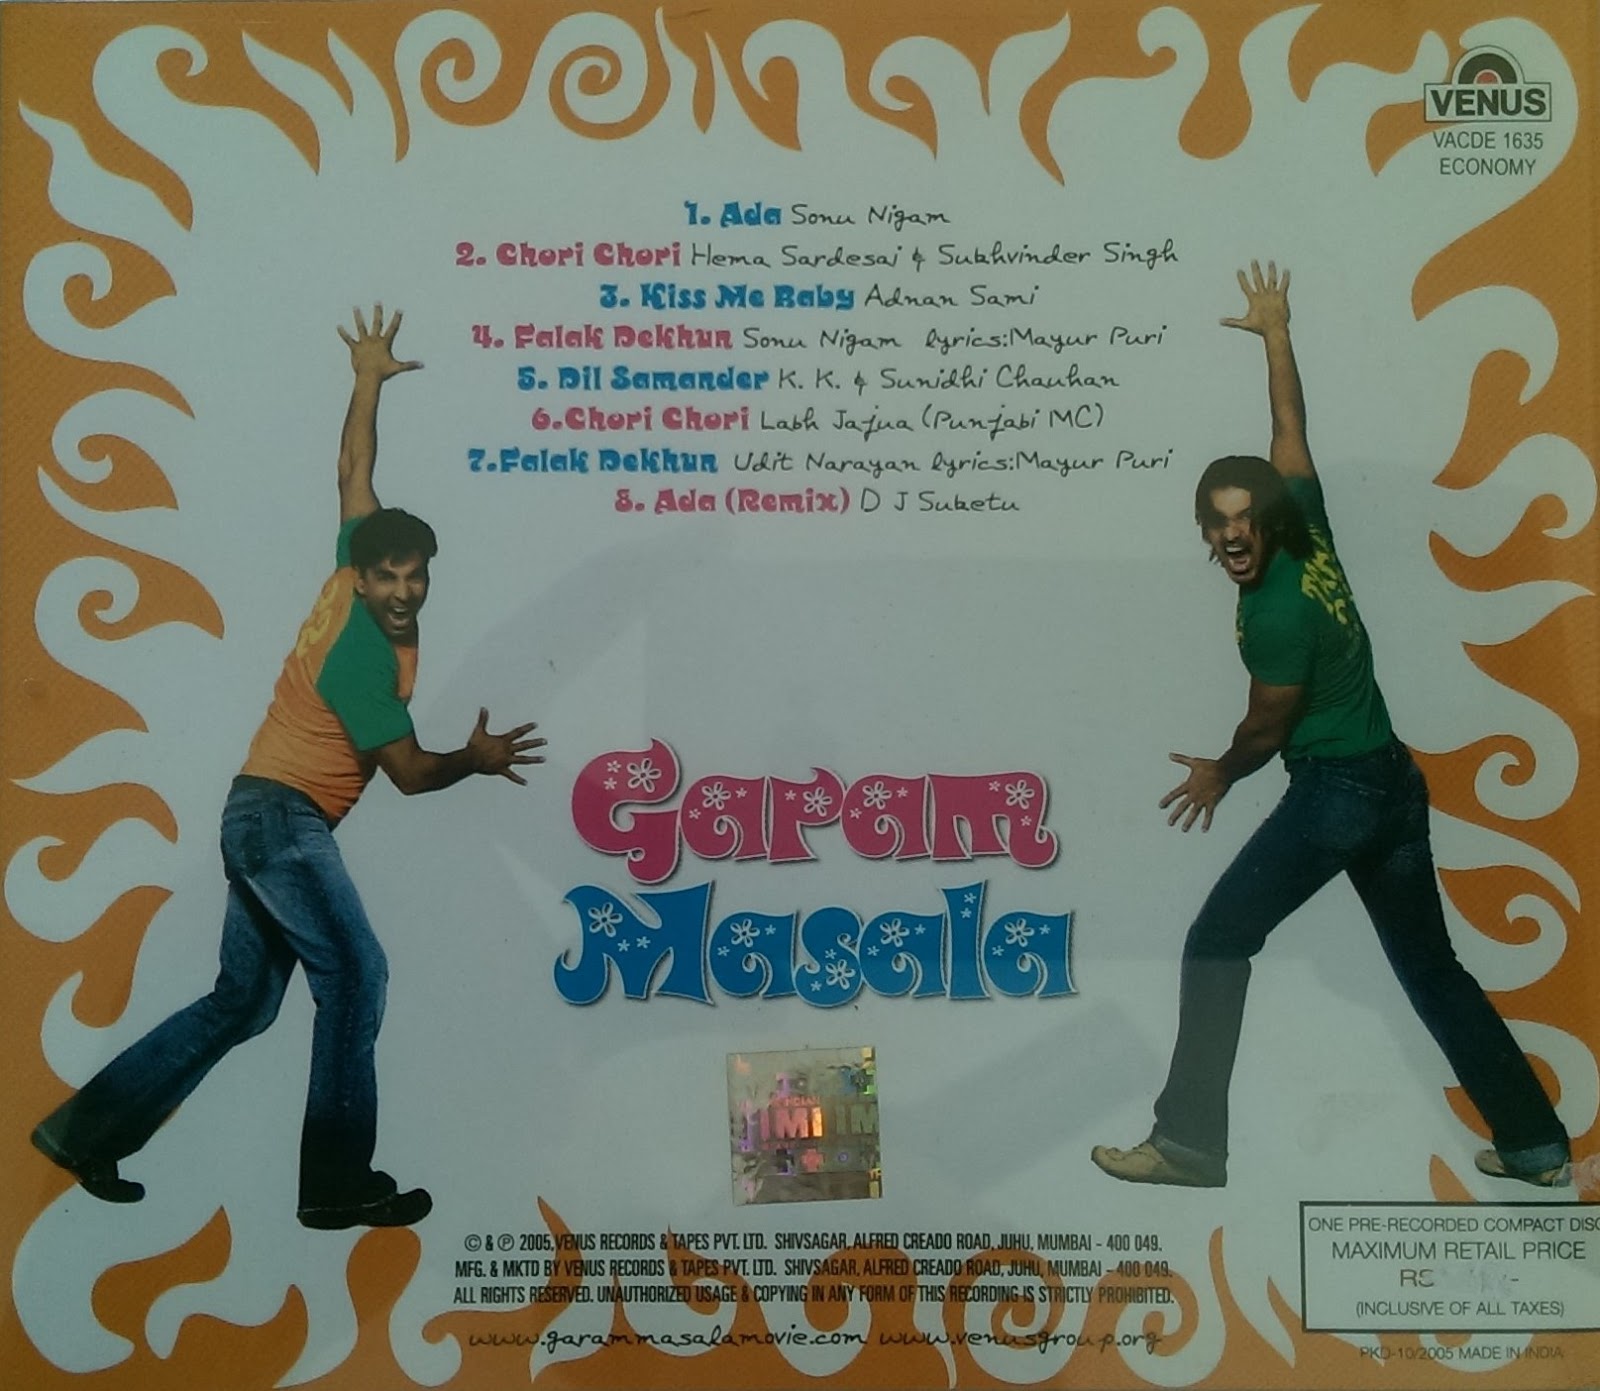 VENUS
VACDE 1635
ECONOMY
1. Ada Sonu Nigam
2. Chori Chori Hema Sardesai & Sukhvinder Singh
3. Kiss Me Baby Adnan Sami
4. Falak Dekhun Sonu Nigam lyrics:Mayur Puri
5. Dil Samander K. K. & Sunidhi Chauhan
6.Chori Chori Labh Jajua (Punjabi MC)
7.Falak Dekhun Udit Narayan lyrics:Mayur Puri
8. Ada (Remix) D J Suketu
Garam
Masala
IMI
© & ℗ 2005,VENUS RECORDS & TAPES PVT. LTD. SHIVSAGAR, ALFRED CREADO ROAD, JUHU, MUMBAI - 400 049.
MFG. & MKTD BY VENUS RECORDS & TAPES PVT. LTD. SHIVSAGAR, ALFRED CREADO ROAD, JUHU, MUMBAI - 400 049.
ALL RIGHTS RESERVED. UNAUTHORIZED USAGE & COPYING IN ANY FORM OF THIS RECORDING IS STRICTLY PROHIBITED.
www.garammasalamovie.com www.venusgroup.org
ONE PRE-RECORDED COMPACT DISC
MAXIMUM RETAIL PRICE
RS
(INCLUSIVE OF ALL TAXES)
PKD-10/2005 MADE IN INDIA